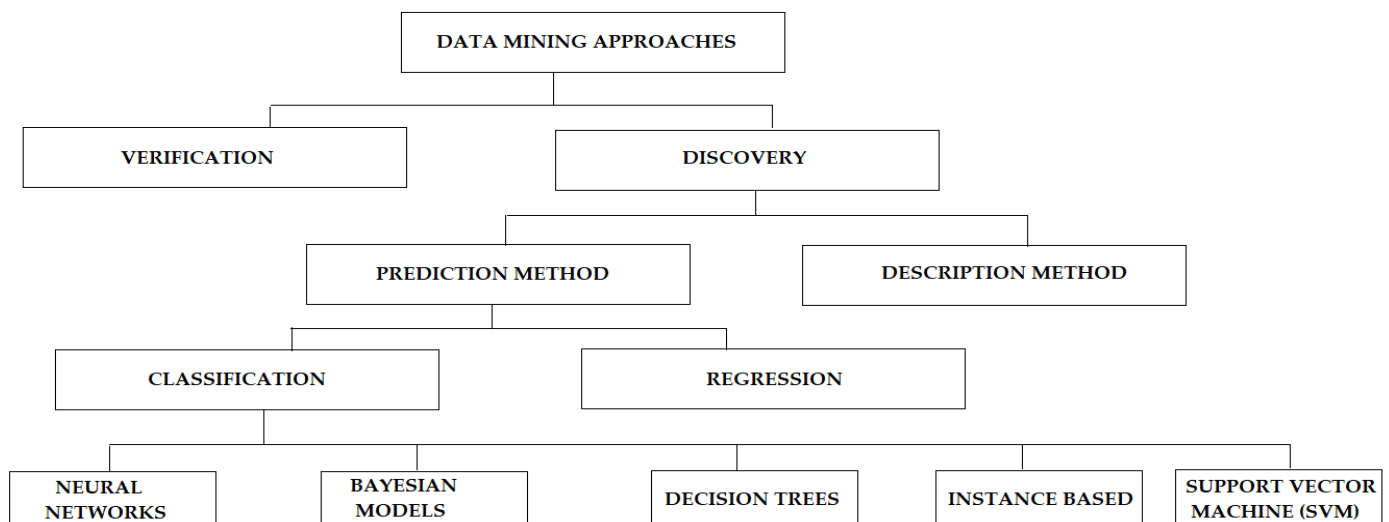 DATA MINING APPROACHES
VERIFICATION
DISCOVERY
PREDICTION METHOD
DESCRIPTION METHOD
CLASSIFICATION
REGRESSION
NEURAL
NETWORKS
BAYESIAN
MODELS
DECISION TREES
INSTANCE BASED
SUPPORT VECTOR
MACHINE (SVM)